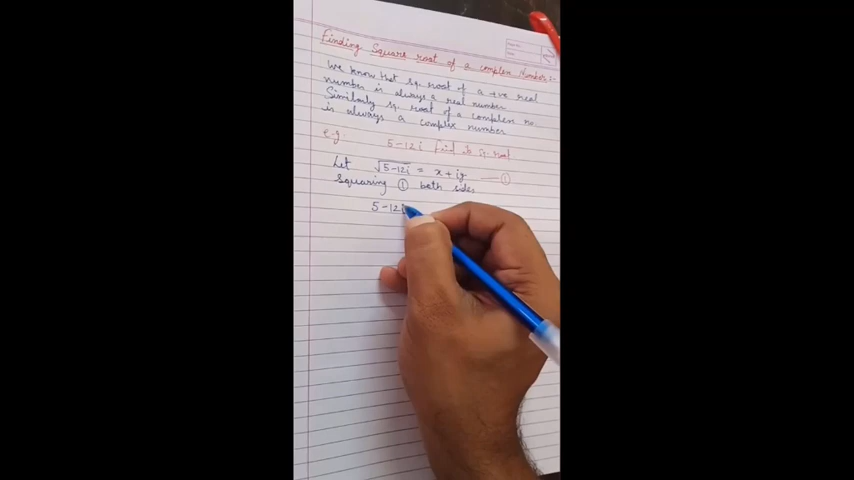 Finding Square root of a complex Number:-
We know that sq. root of a +ve real
number is always a real number
Similarly sq. root of a complex no.
is always a complex number
e.g 5-12i find its sq. root
Let √5-12i = x+iy —— ①
Squaring ① both sides
5-12i